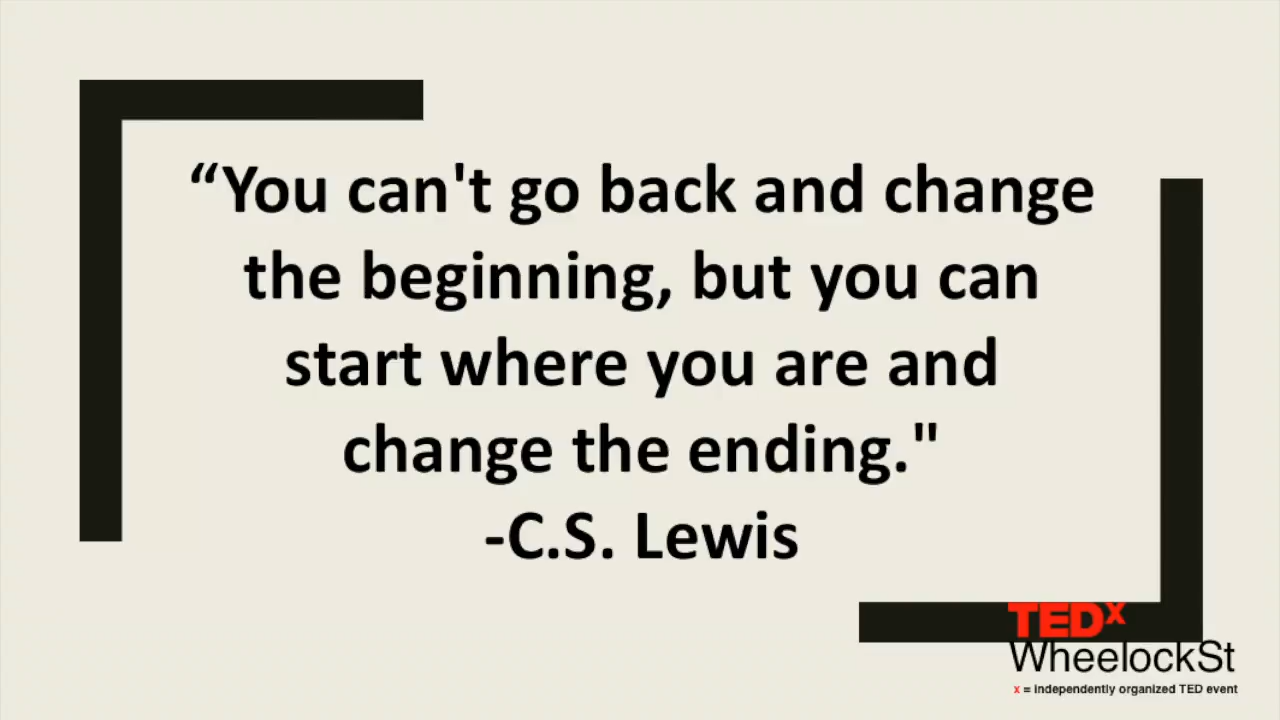 “You can't go back and change
the beginning, but you can
start where you are and
change the ending."
-C.S. Lewis
TEDx
WheelockSt
x = independently organized TED event